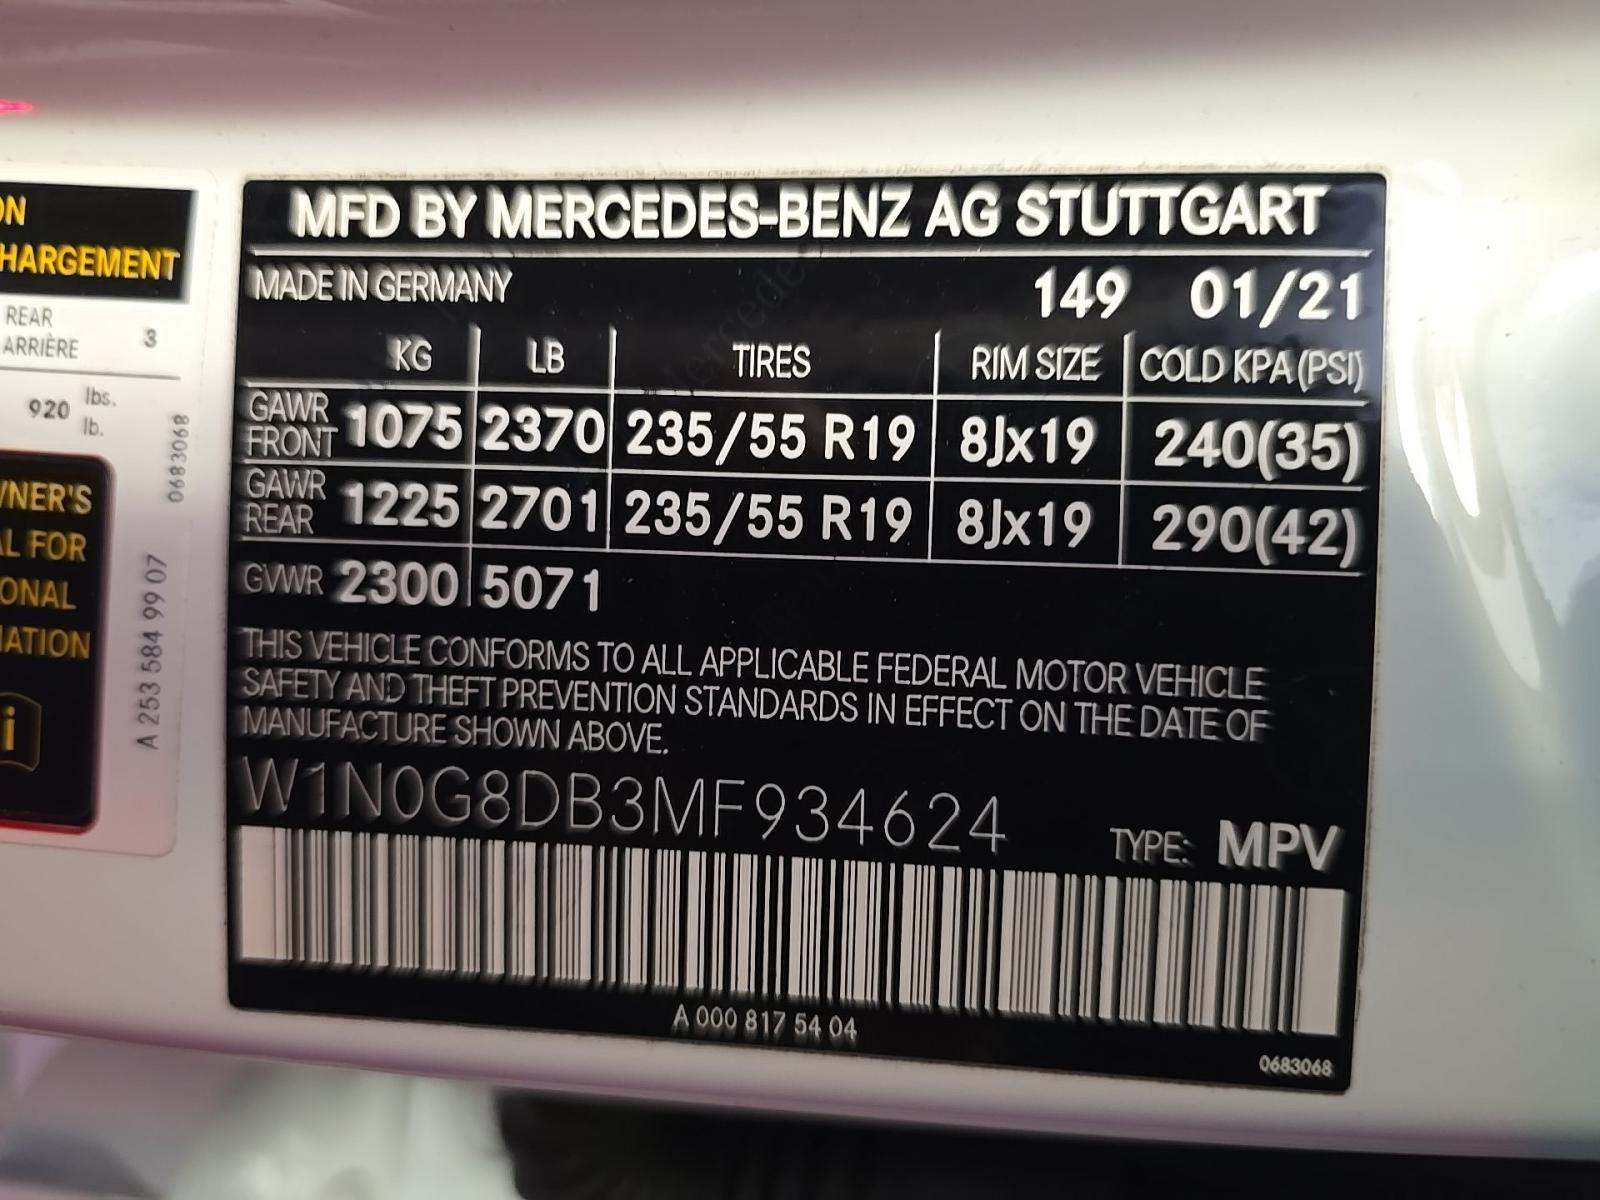 ON
HARGEMENT
REAR
ARRIÈRE
3
920 lbs.
lb.
0683068
WNER'S
AL FOR
ONAL
MATION
i
A 253 584 99 07
MFD BY MERCEDES-BENZ AG STUTTGART
MADE IN GERMANY 149 01/21
KG LB TIRES RIM SIZE COLD KPA (PSI)
GAWR FRONT 1075 2370 235/55 R19 8Jx19 240(35)
GAWR REAR 1225 2701 235/55 R19 8Jx19 290(42)
GVWR 2300 5071
THIS VEHICLE CONFORMS TO ALL APPLICABLE FEDERAL MOTOR VEHICLE
SAFETY AND THEFT PREVENTION STANDARDS IN EFFECT ON THE DATE OF
MANUFACTURE SHOWN ABOVE.
W1N0G8DB3MF934624 TYPE: MPV
A 000 817 54 04
0683068